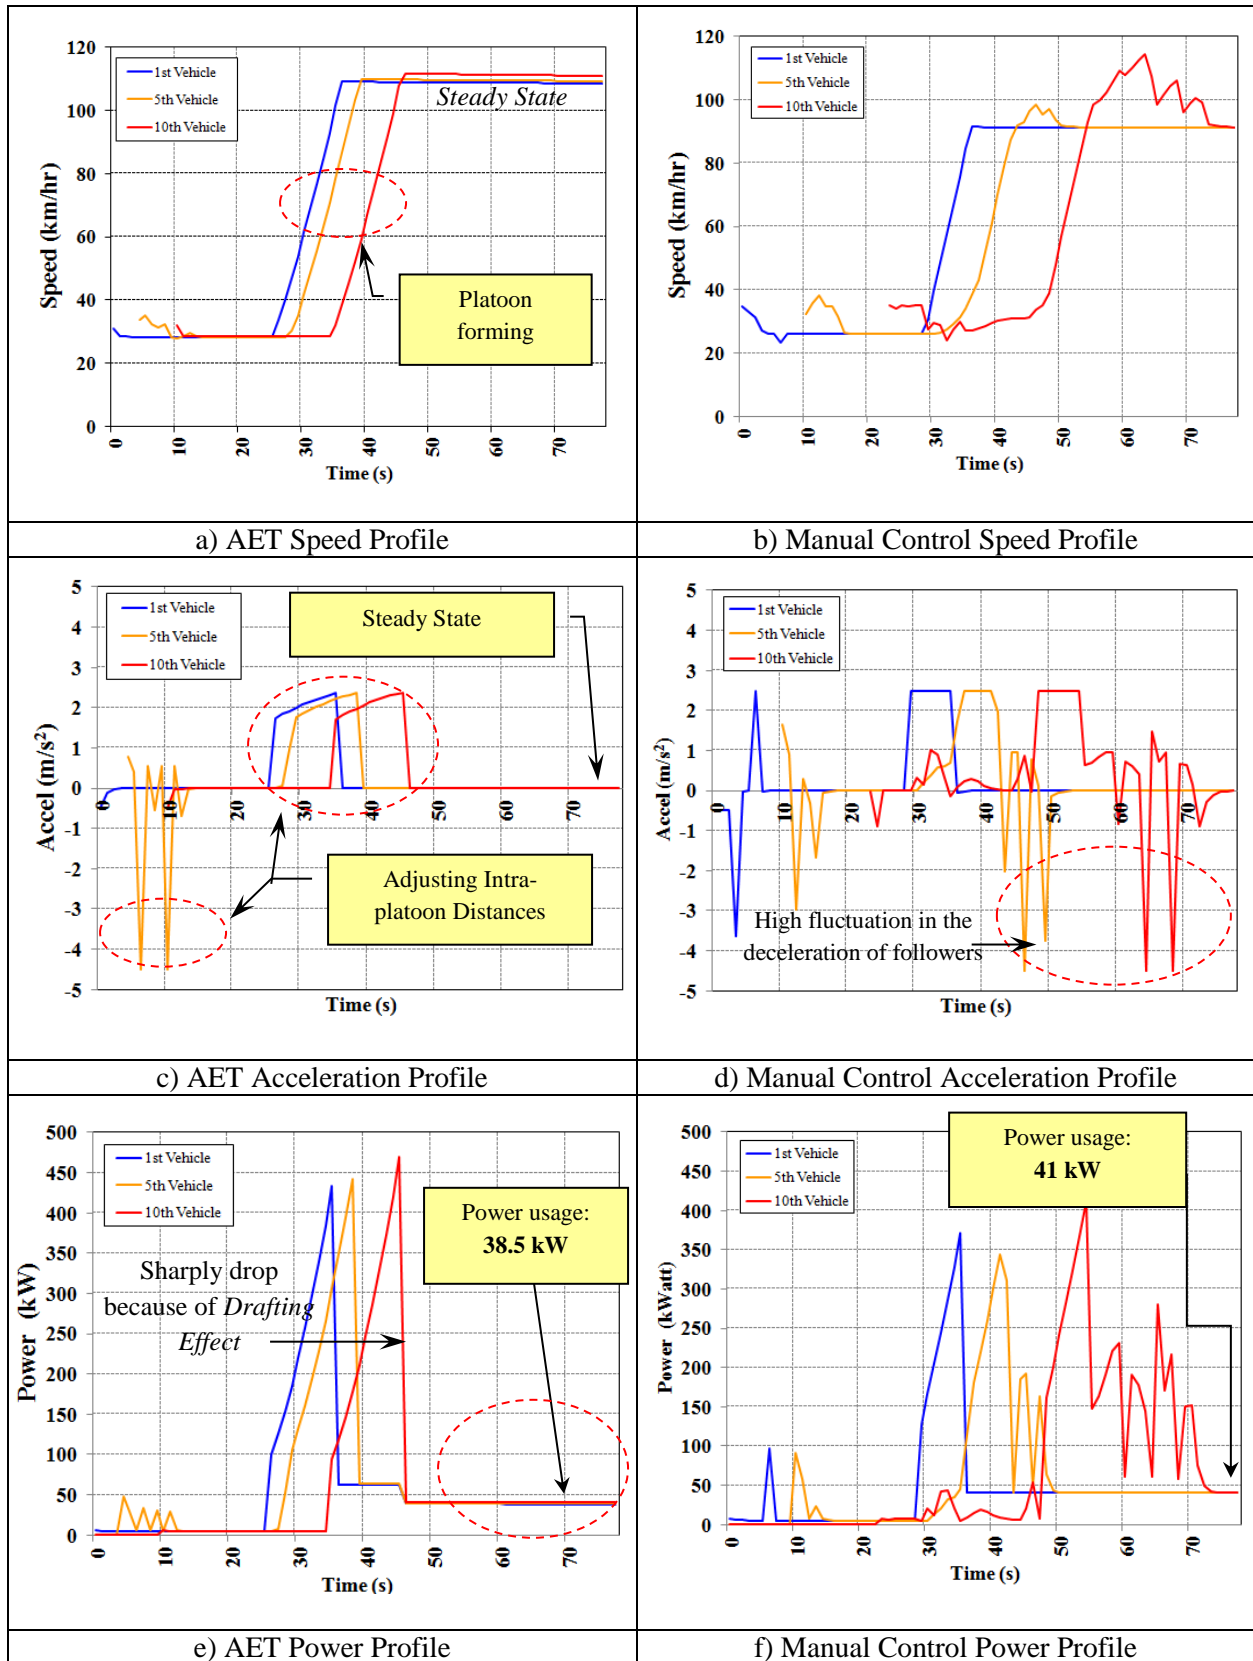 120
100
80
60
40
20
0
Speed (km/hr)
1st Vehicle
5th Vehicle
10th Vehicle
Steady State
Platoon
forming
0
10
20
30
40
50
60
70
Time (s)
a) AET Speed Profile
120
100
80
60
40
20
0
Speed (km/hr)
1st Vehicle
5th Vehicle
10th Vehicle
0
10
20
30
40
50
60
70
Time (s)
b) Manual Control Speed Profile
5
4
3
2
1
0
-1
-2
-3
-4
-5
Accel (m/s²)
1st Vehicle
5th Vehicle
10th Vehicle
Steady State
0
10
20
30
40
50
60
70
Adjusting Intra-
platoon Distances
Time (s)
c) AET Acceleration Profile
5
4
3
2
1
0
-1
-2
-3
-4
-5
Accel (m/s²)
1st Vehicle
5th Vehicle
10th Vehicle
0
10
20
30
40
50
60
70
High fluctuation in the
deceleration of followers
Time (s)
d) Manual Control Acceleration Profile
500
450
400
350
300
250
200
150
100
50
0
Power (kW)
1st Vehicle
5th Vehicle
10th Vehicle
Power usage:
38.5 kW
Sharply drop
because of Drafting
Effect
0
10
20
30
40
50
60
70
Time (s)
e) AET Power Profile
500
450
400
350
300
250
200
150
100
50
0
Power (kWatt)
1st Vehicle
5th Vehicle
10th Vehicle
Power usage:
41 kW
0
10
20
30
40
50
60
70
Time (s)
f) Manual Control Power Profile